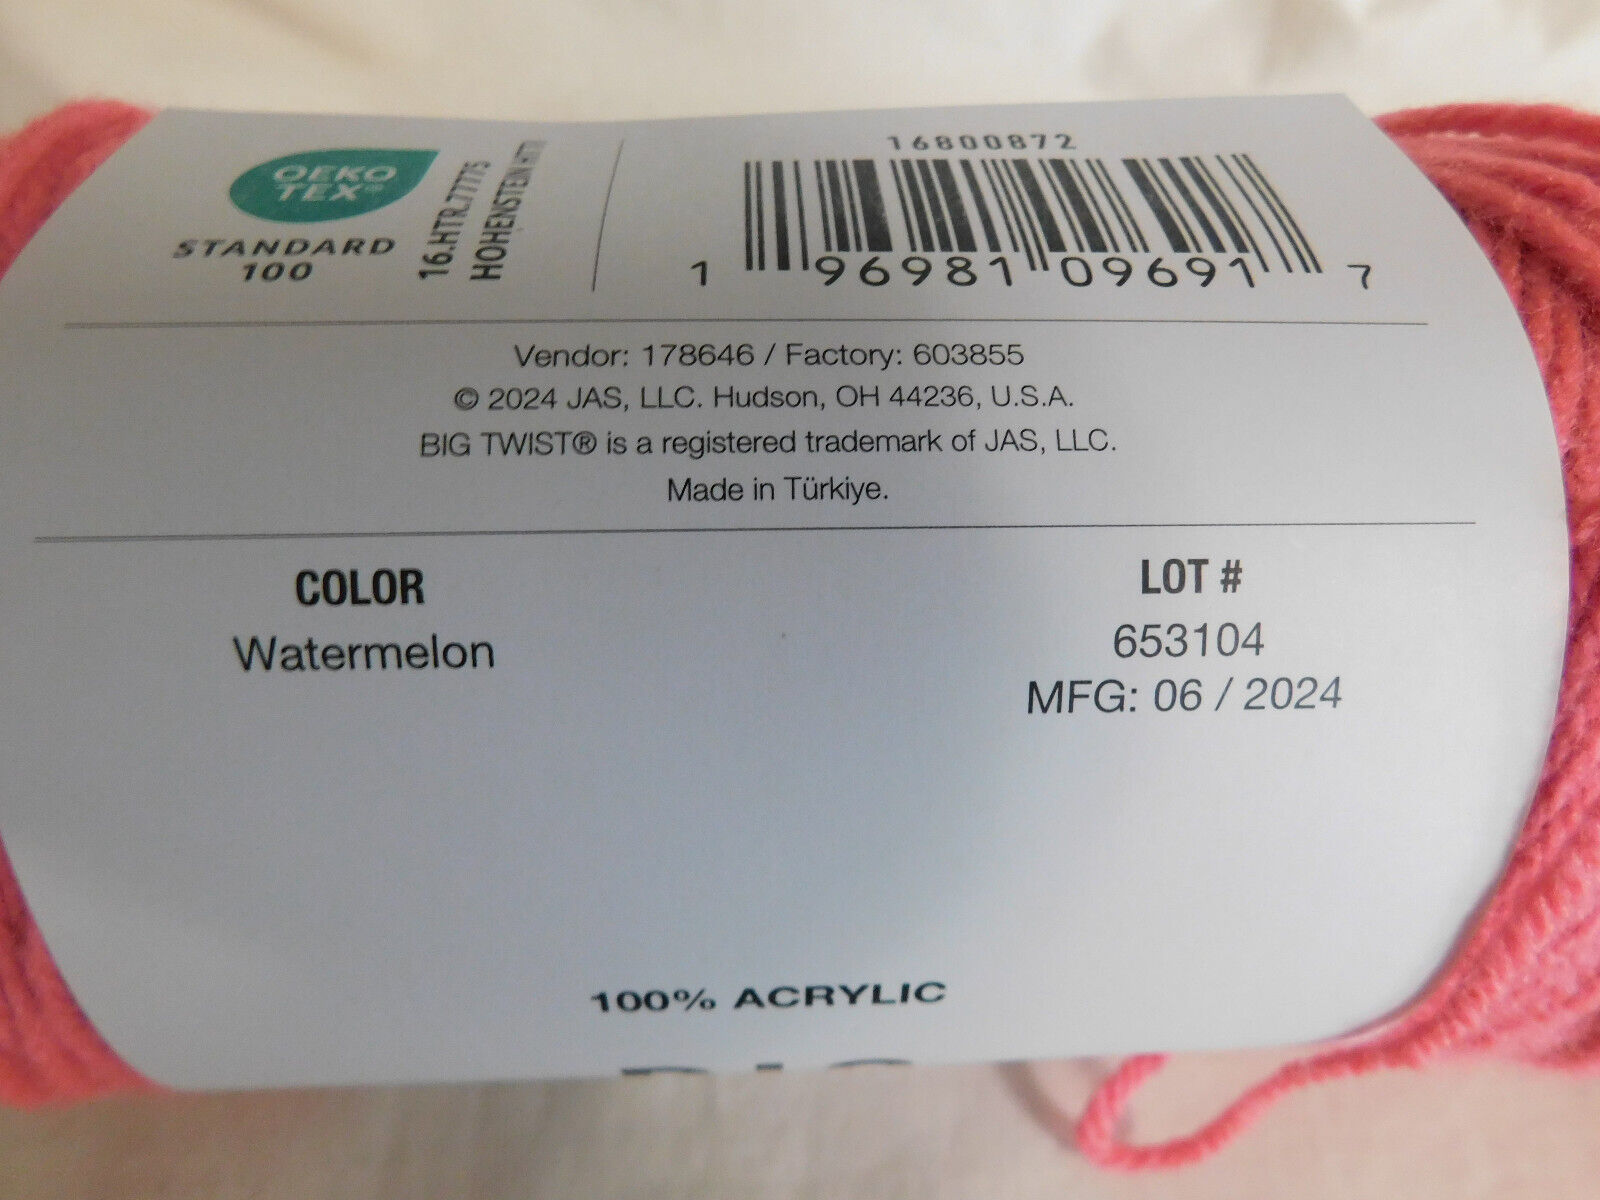 OEKO
TEX®
STANDARD
100
16.HTR.77775
HOHENSTEIN HTTI
16800872
1 96981 09691 7
Vendor: 178646 / Factory: 603855
© 2024 JAS, LLC. Hudson, OH 44236, U.S.A.
BIG TWIST® is a registered trademark of JAS, LLC.
Made in Türkiye.
COLOR
Watermelon
LOT #
653104
MFG: 06 / 2024
100% ACRYLIC